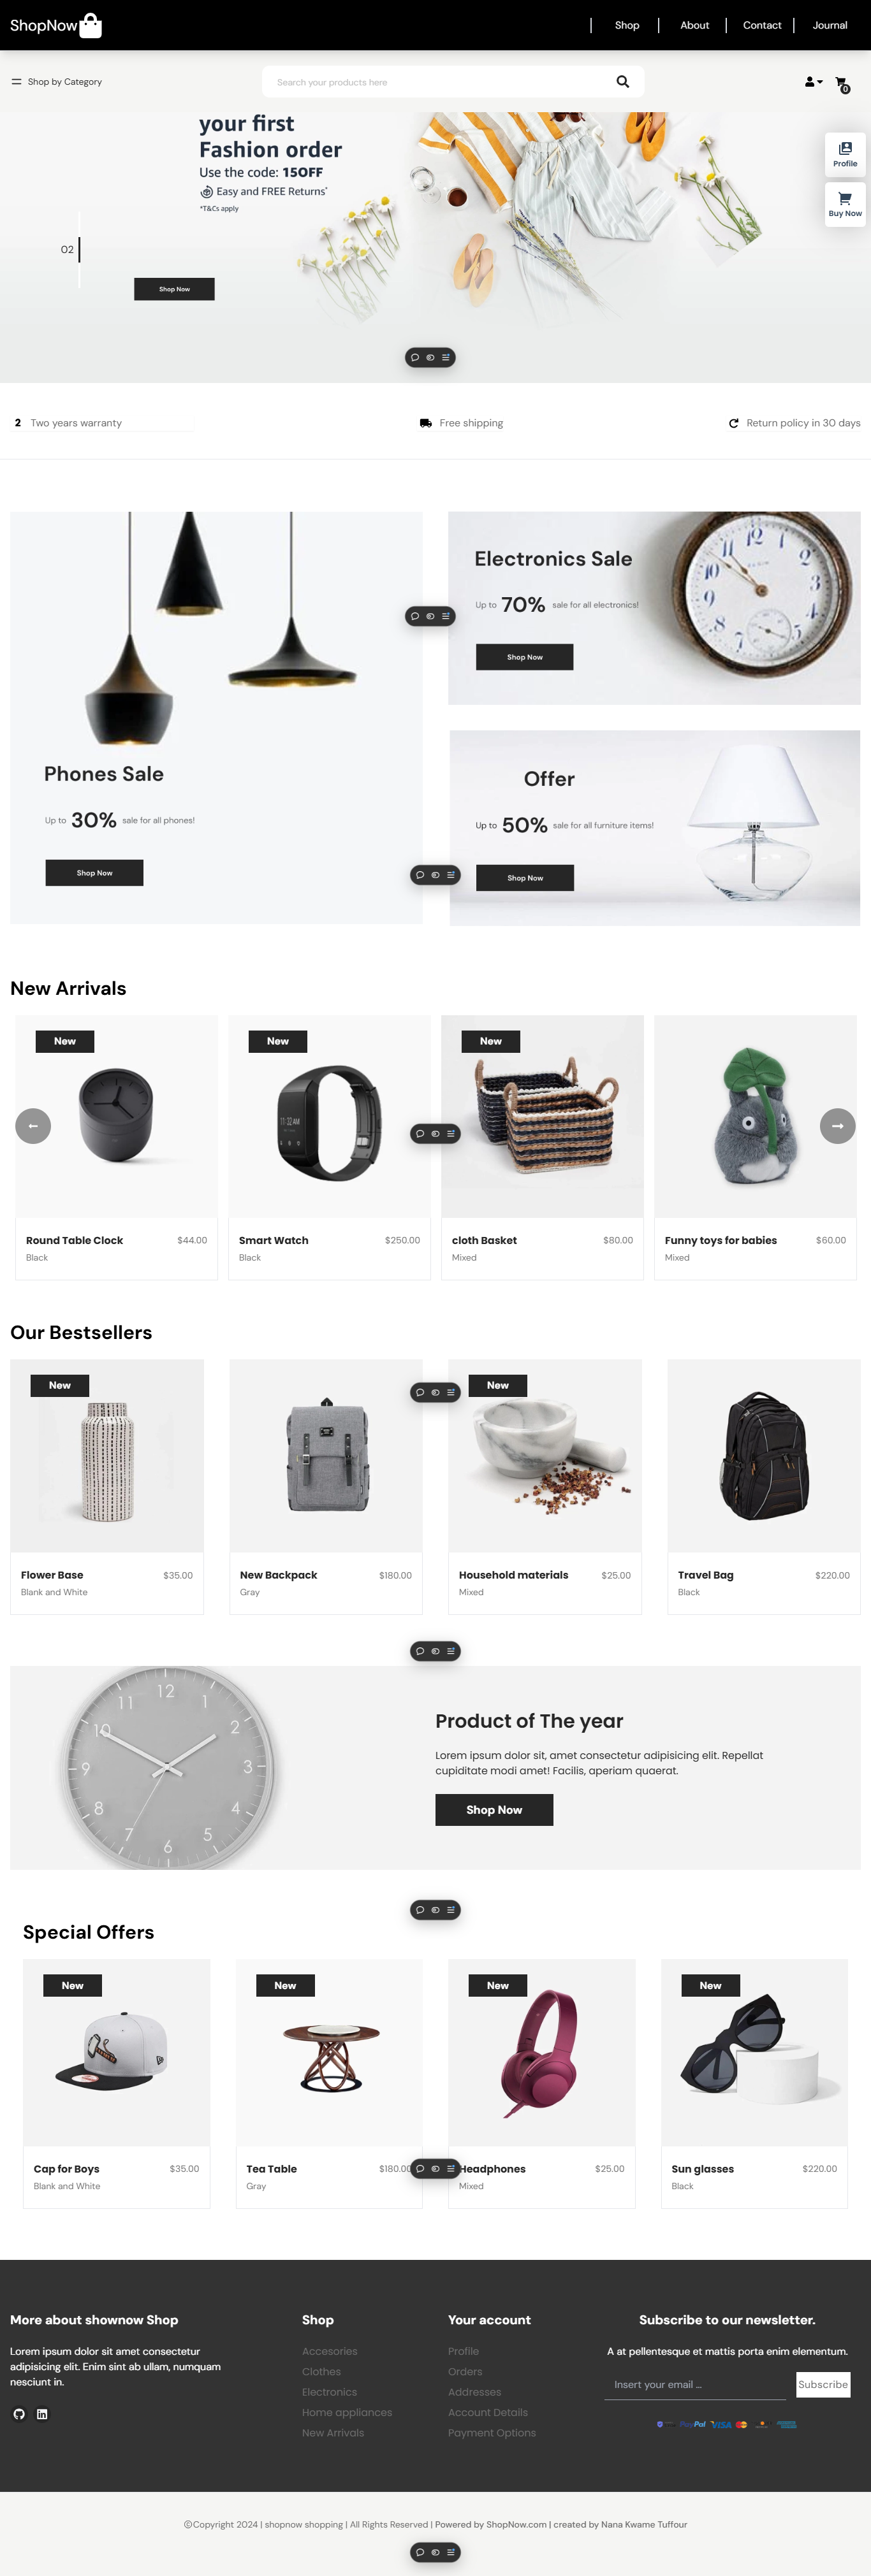 ShopNow
Shop
About
Contact
Journal
Shop by Category
Search your products here
0
Profile
Buy Now
your first
Fashion order
Use the code: 15OFF
Easy and FREE Returns*
*T&Cs apply
02
Shop Now
2 Two years warranty
Free shipping
Return policy in 30 days
Electronics Sale
Up to 70% sale for all electronics!
Shop Now
Phones Sale
Up to 30% sale for all phones!
Shop Now
Offer
Up to 50% sale for all furniture items!
Shop Now
New Arrivals
New
New
New
Round Table Clock $44.00
Black
Smart Watch $250.00
Black
cloth Basket $80.00
Mixed
Funny toys for babies $60.00
Mixed
Our Bestsellers
New
New
Flower Base $35.00
Blank and White
New Backpack $180.00
Gray
Household materials $25.00
Mixed
Travel Bag $220.00
Black
Product of The year
Lorem ipsum dolor sit, amet consectetur adipisicing elit. Repellat
cupiditate modi amet! Facilis, aperiam quaerat.
Shop Now
Special Offers
New
New
New
New
Cap for Boys $35.00
Blank and White
Tea Table $180.00
Gray
Headphones $25.00
Mixed
Sun glasses $220.00
Black
More about shownow Shop
Lorem ipsum dolor sit amet consectetur
adipisicing elit. Enim sint ab ullam, numquam
nesciunt in.
Shop
Accesories
Clothes
Electronics
Home appliances
New Arrivals
Your account
Profile
Orders
Addresses
Account Details
Payment Options
Subscribe to our newsletter.
A at pellentesque et mattis porta enim elementum.
Insert your email ...
Subscribe
PayPal
VISA
©Copyright 2024 | shopnow shopping | All Rights Reserved | Powered by ShopNow.com | created by Nana Kwame Tuffour